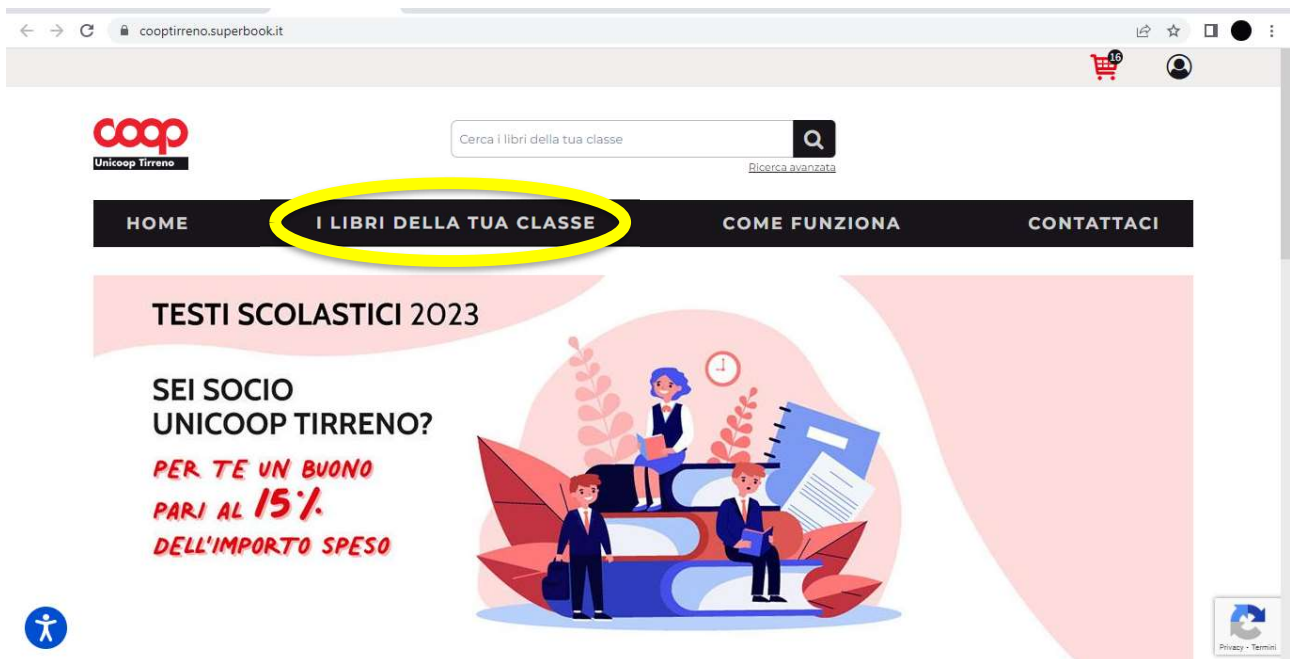 cooptirreno.superbook.it
16
coop
Unicoop Tirreno
Cerca i libri della tua classe
Ricerca avanzata
HOME I LIBRI DELLA TUA CLASSE COME FUNZIONA CONTATTACI
TESTI SCOLASTICI 2023
SEI SOCIO
UNICOOP TIRRENO?
PER TE UN BUONO
PARI AL 15%
DELL'IMPORTO SPESO
Privacy - Termini